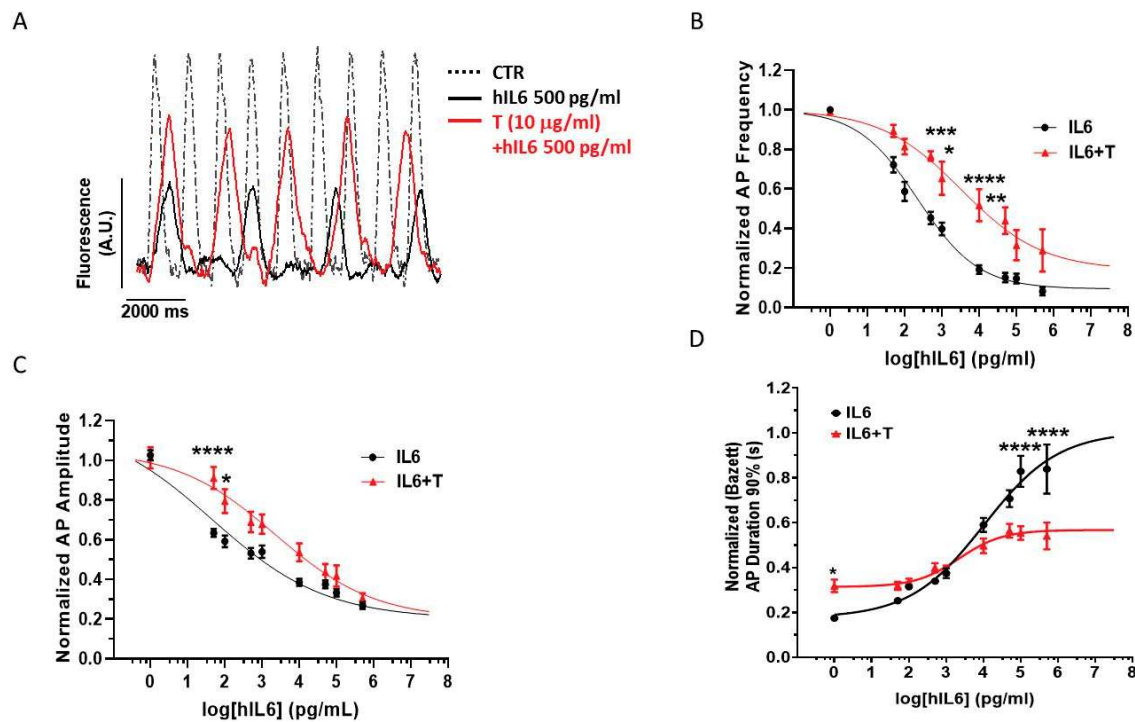 A
CTR
hIL6 500 pg/ml
T (10 µg/ml)
+hIL6 500 pg/ml
Fluorescence
(A.U.)
2000 ms
B
Normalized AP Frequency
1.2
1.0
0.8
0.6
0.4
0.2
0.0
IL6
IL6+T
***
*
****
**
0 1 2 3 4 5 6 7 8
log[hIL6] (pg/ml)
C
Normalized AP Amplitude
1.2
1.0
0.8
0.6
0.4
0.2
0.0
****
*
IL6
IL6+T
0 1 2 3 4 5 6 7 8
log[hIL6] (pg/mL)
D
Normalized (Bazett)
AP Duration 90% (s)
1.2
1.0
0.8
0.6
0.4
0.2
0.0
IL6
IL6+T
*
****
****
0 1 2 3 4 5 6 7 8
log[hIL6] (pg/ml)